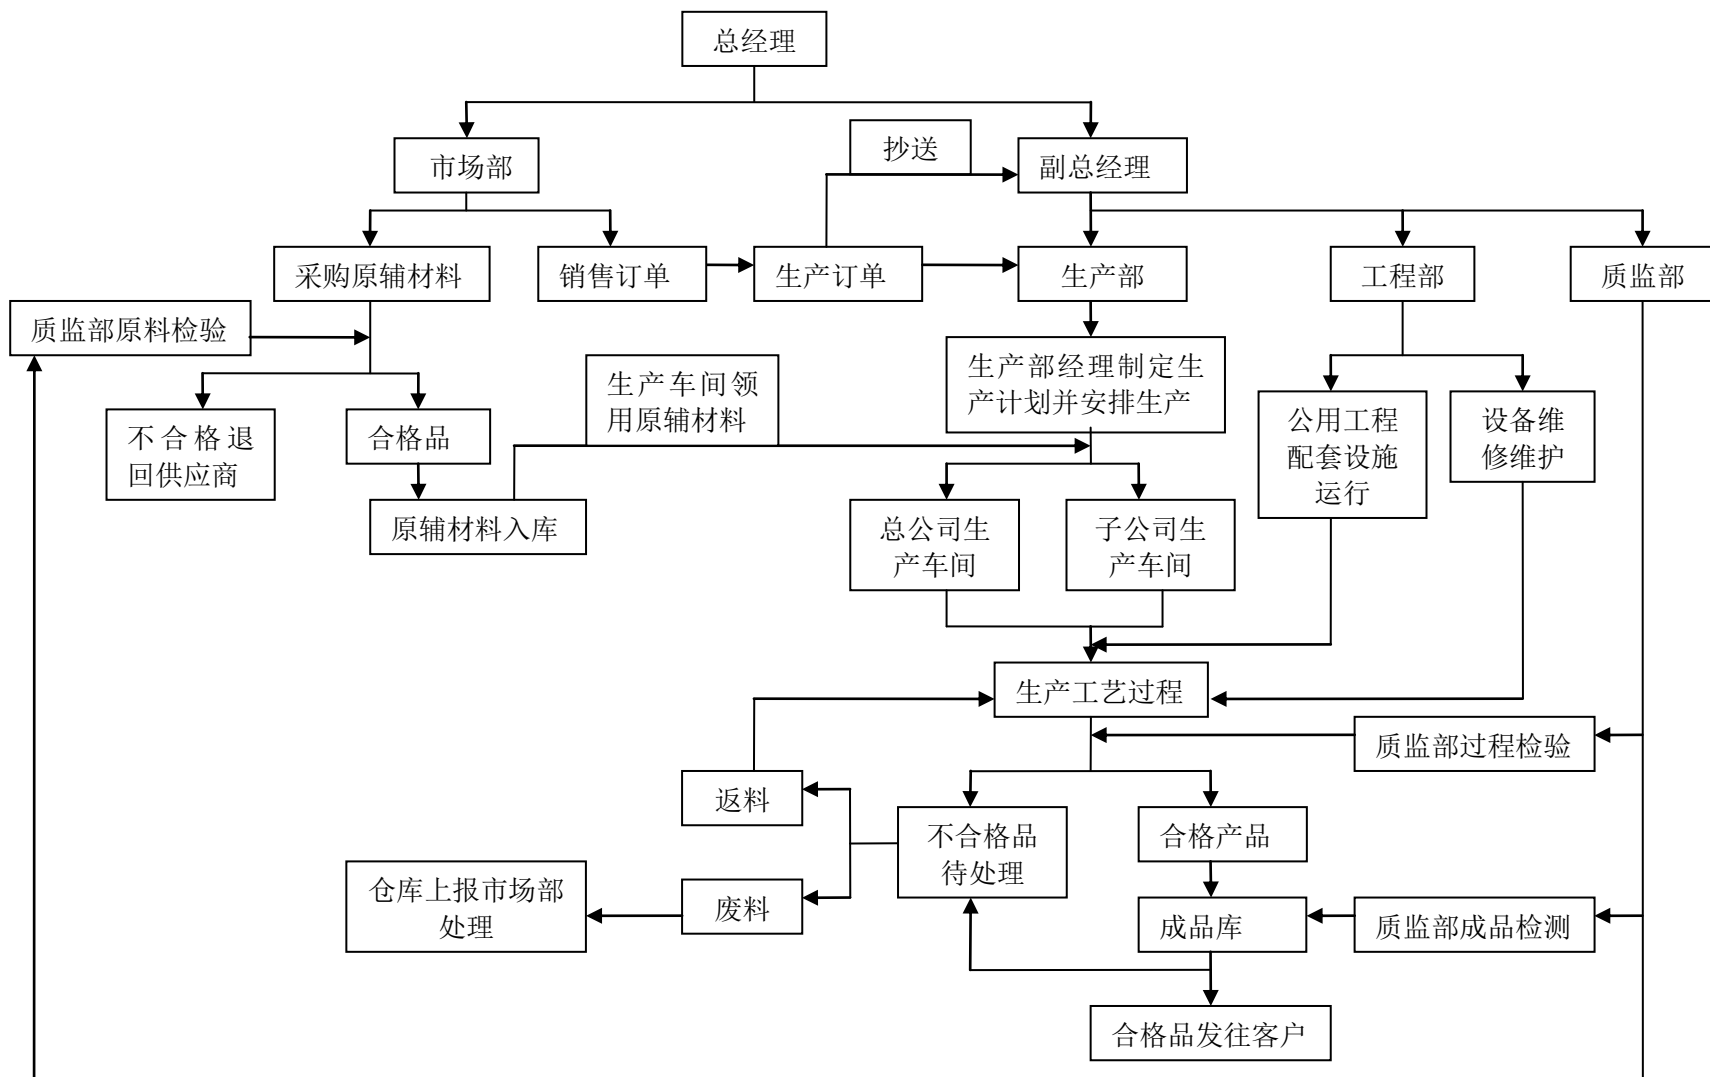 总经理
市场部
抄送
副总经理
采购原辅材料
销售订单
生产订单
生产部
工程部
质监部
质监部原料检验
生产车间领
用原辅材料
生产部经理制定生
产计划并安排生产
不合格退
回供应商
合格品
公用工程
配套设施
运行
设备维
修维护
原辅材料入库
总公司生
产车间
子公司生
产车间
生产工艺过程
质监部过程检验
返料
不合格品
待处理
合格产品
仓库上报市场部
处理
废料
成品库
质监部成品检测
合格品发往客户